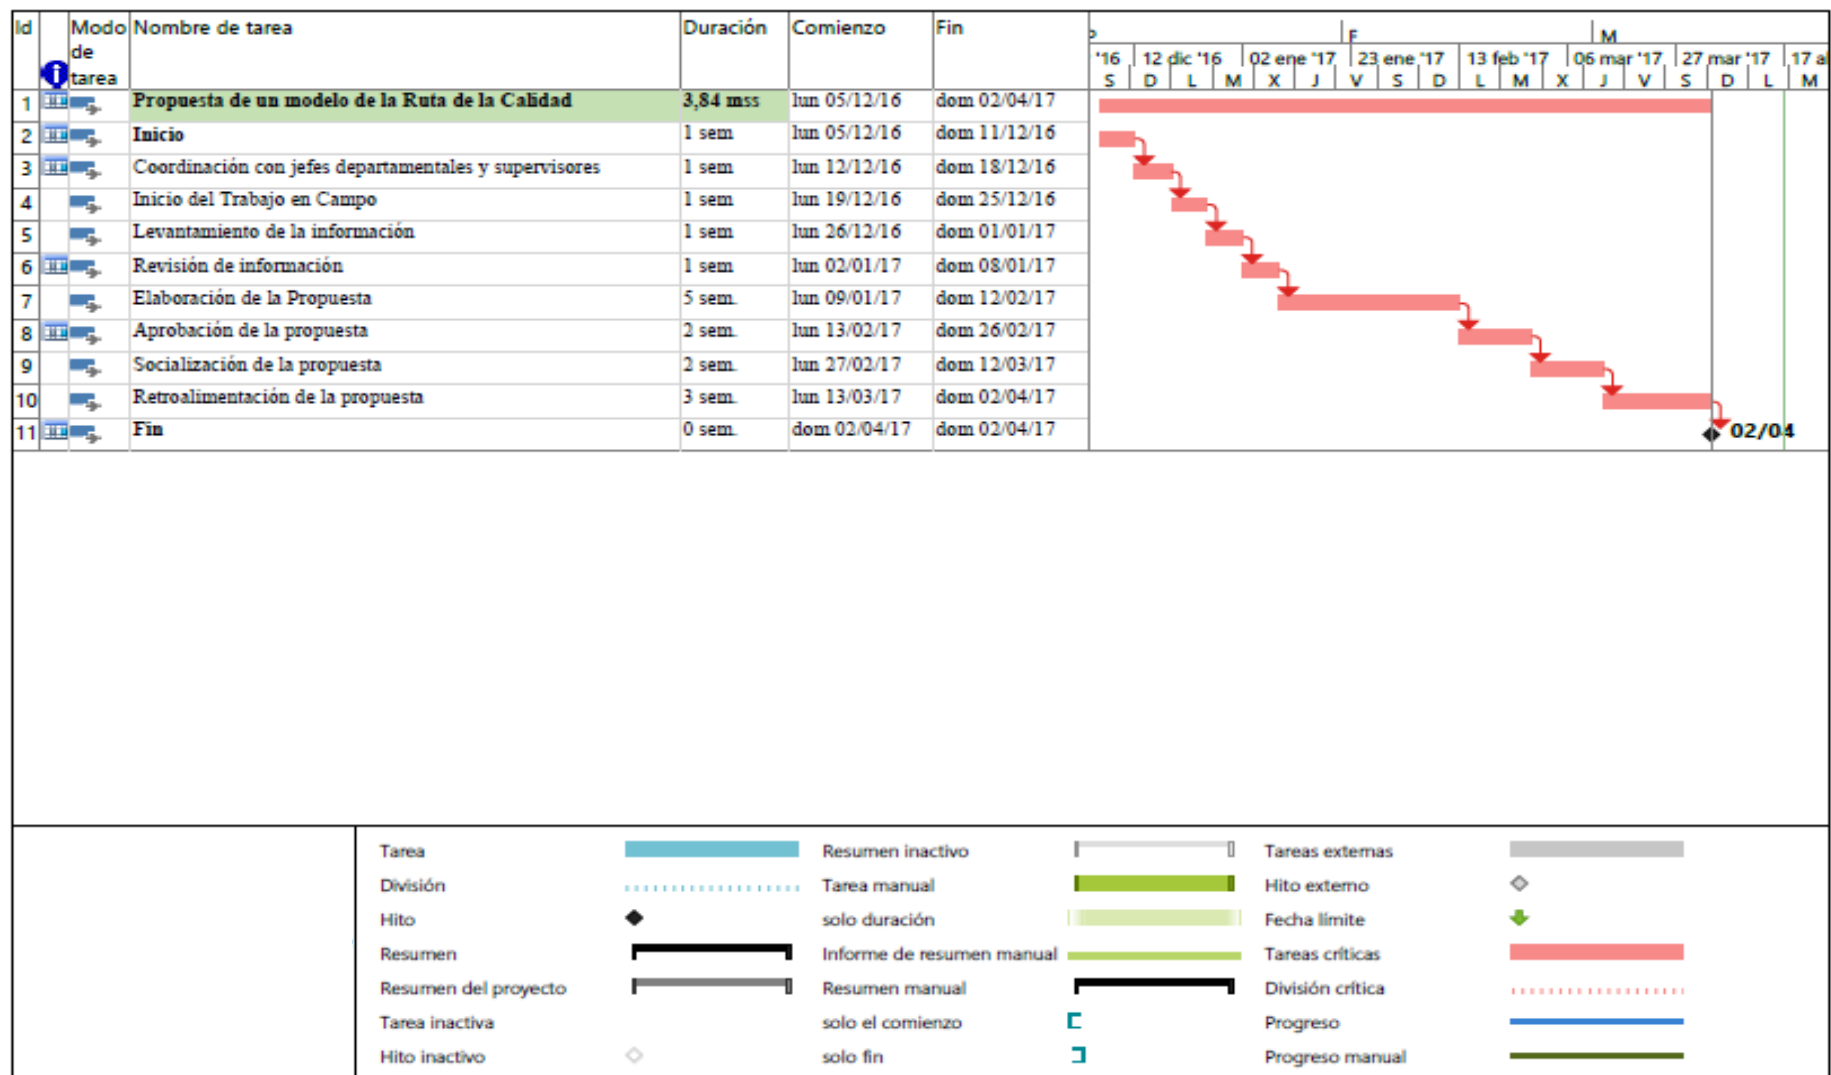 Id Modo de tarea Nombre de tarea Duración Comienzo Fin
F M
'16 12 dic '16 02 ene '17 23 ene '17 13 feb '17 06 mar '17 27 mar '17
S D L M X J V S D L M X J V S D L M
1 Propuesta de un modelo de la Ruta de la Calidad 3,84 mss lun 05/12/16 dom 02/04/17
2 Inicio 1 sem lun 05/12/16 dom 11/12/16
3 Coordinación con jefes departamentales y supervisores 1 sem lun 12/12/16 dom 18/12/16
4 Inicio del Trabajo en Campo 1 sem lun 19/12/16 dom 25/12/16
5 Levantamiento de la información 1 sem lun 26/12/16 dom 01/01/17
6 Revisión de información 1 sem lun 02/01/17 dom 08/01/17
7 Elaboración de la Propuesta 5 sem. lun 09/01/17 dom 12/02/17
8 Aprobación de la propuesta 2 sem. lun 13/02/17 dom 26/02/17
9 Socialización de la propuesta 2 sem. lun 27/02/17 dom 12/03/17
10 Retroalimentación de la propuesta 3 sem. lun 13/03/17 dom 02/04/17
11 Fin 0 sem. dom 02/04/17 dom 02/04/17 02/04
Tarea Resumen inactivo Tareas externas
División Tarea manual Hito externo
Hito solo duración Fecha límite
Resumen Informe de resumen manual Tareas críticas
Resumen del proyecto Resumen manual División crítica
Tarea inactiva solo el comienzo Progreso
Hito inactivo solo fin Progreso manual